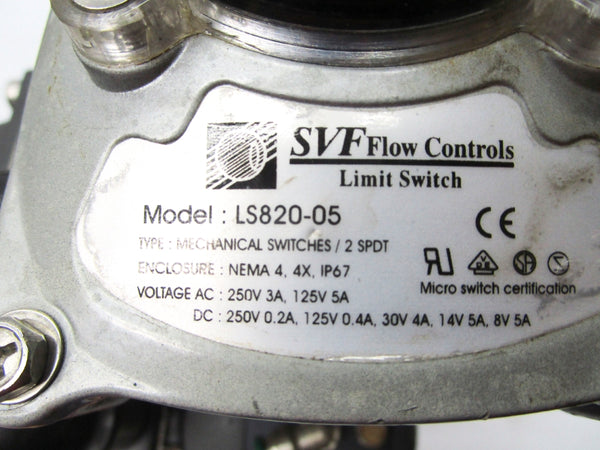 SVF Flow Controls
Limit Switch
Model : LS820-05
TYPE : MECHANICAL SWITCHES / 2 SPDT
ENCLOSURE : NEMA 4, 4X, IP67
VOLTAGE AC : 250V 3A, 125V 5A
DC : 250V 0.2A, 125V 0.4A, 30V 4A, 14V 5A, 8V 5A
CE
Micro switch certification